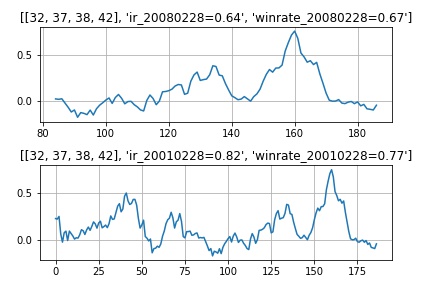 [[32, 37, 38, 42], 'ir_20080228=0.64', 'winrate_20080228=0.67']
0.5
0.0
80 100 120 140 160 180
[[32, 37, 38, 42], 'ir_20010228=0.82', 'winrate_20010228=0.77']
0.5
0.0
0 25 50 75 100 125 150 175